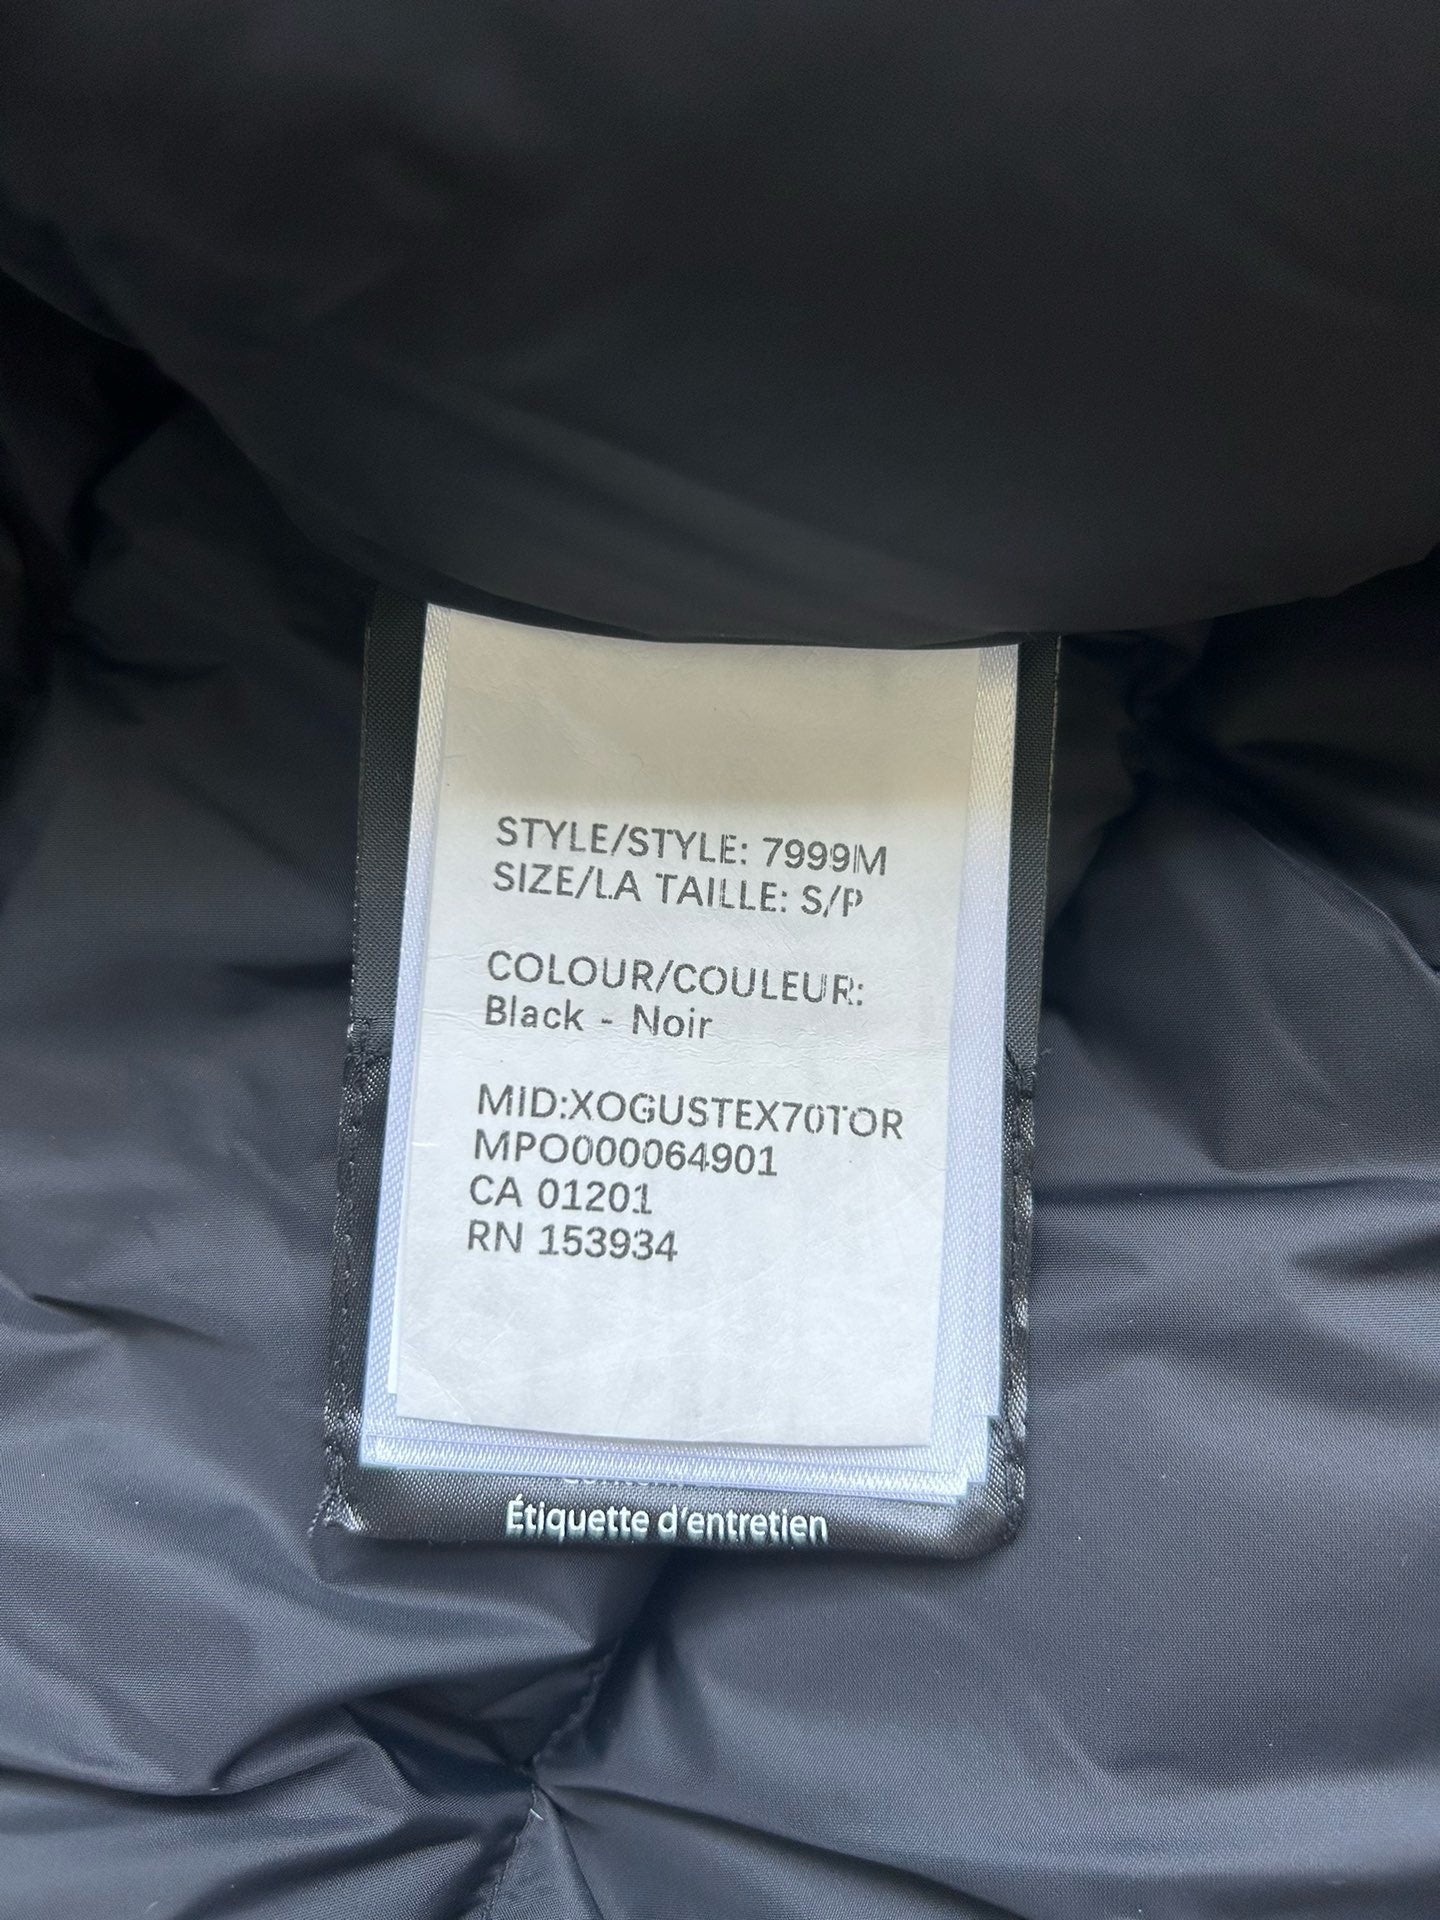 STYLE/STYLE: 7999M
SIZE/LA TAILLE: S/P
COLOUR/COULEUR:
Black - Noir
MID:XOGUSTEX70TOR
MPO000064901
CA 01201
RN 153934
Étiquette d'entretien